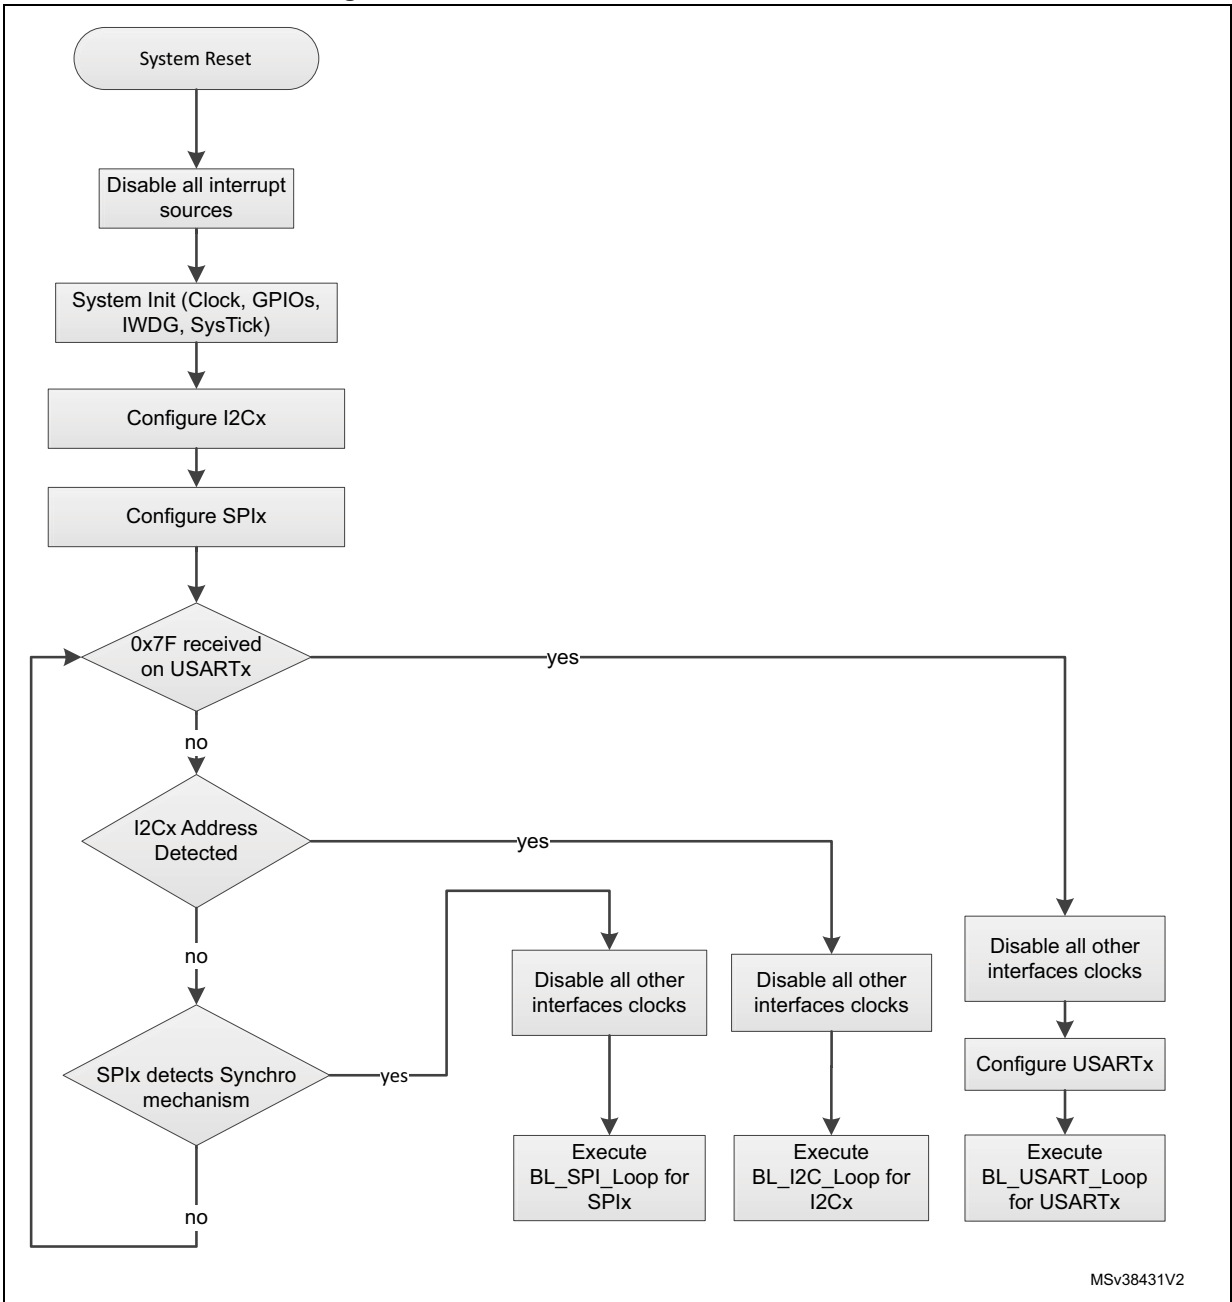 System Reset
Disable all interrupt
sources
System Init (Clock, GPIOs,
IWDG, SysTick)
Configure I2Cx
Configure SPIx
0x7F received
on USARTx
yes
no
I2Cx Address
Detected
yes
no
SPIx detects Synchro
mechanism
yes
no
Disable all other
interfaces clocks
Execute
BL_SPI_Loop for
SPIx
Disable all other
interfaces clocks
Execute
BL_I2C_Loop for
I2Cx
Disable all other
interfaces clocks
Configure USARTx
Execute
BL_USART_Loop
for USARTx
MSv38431V2